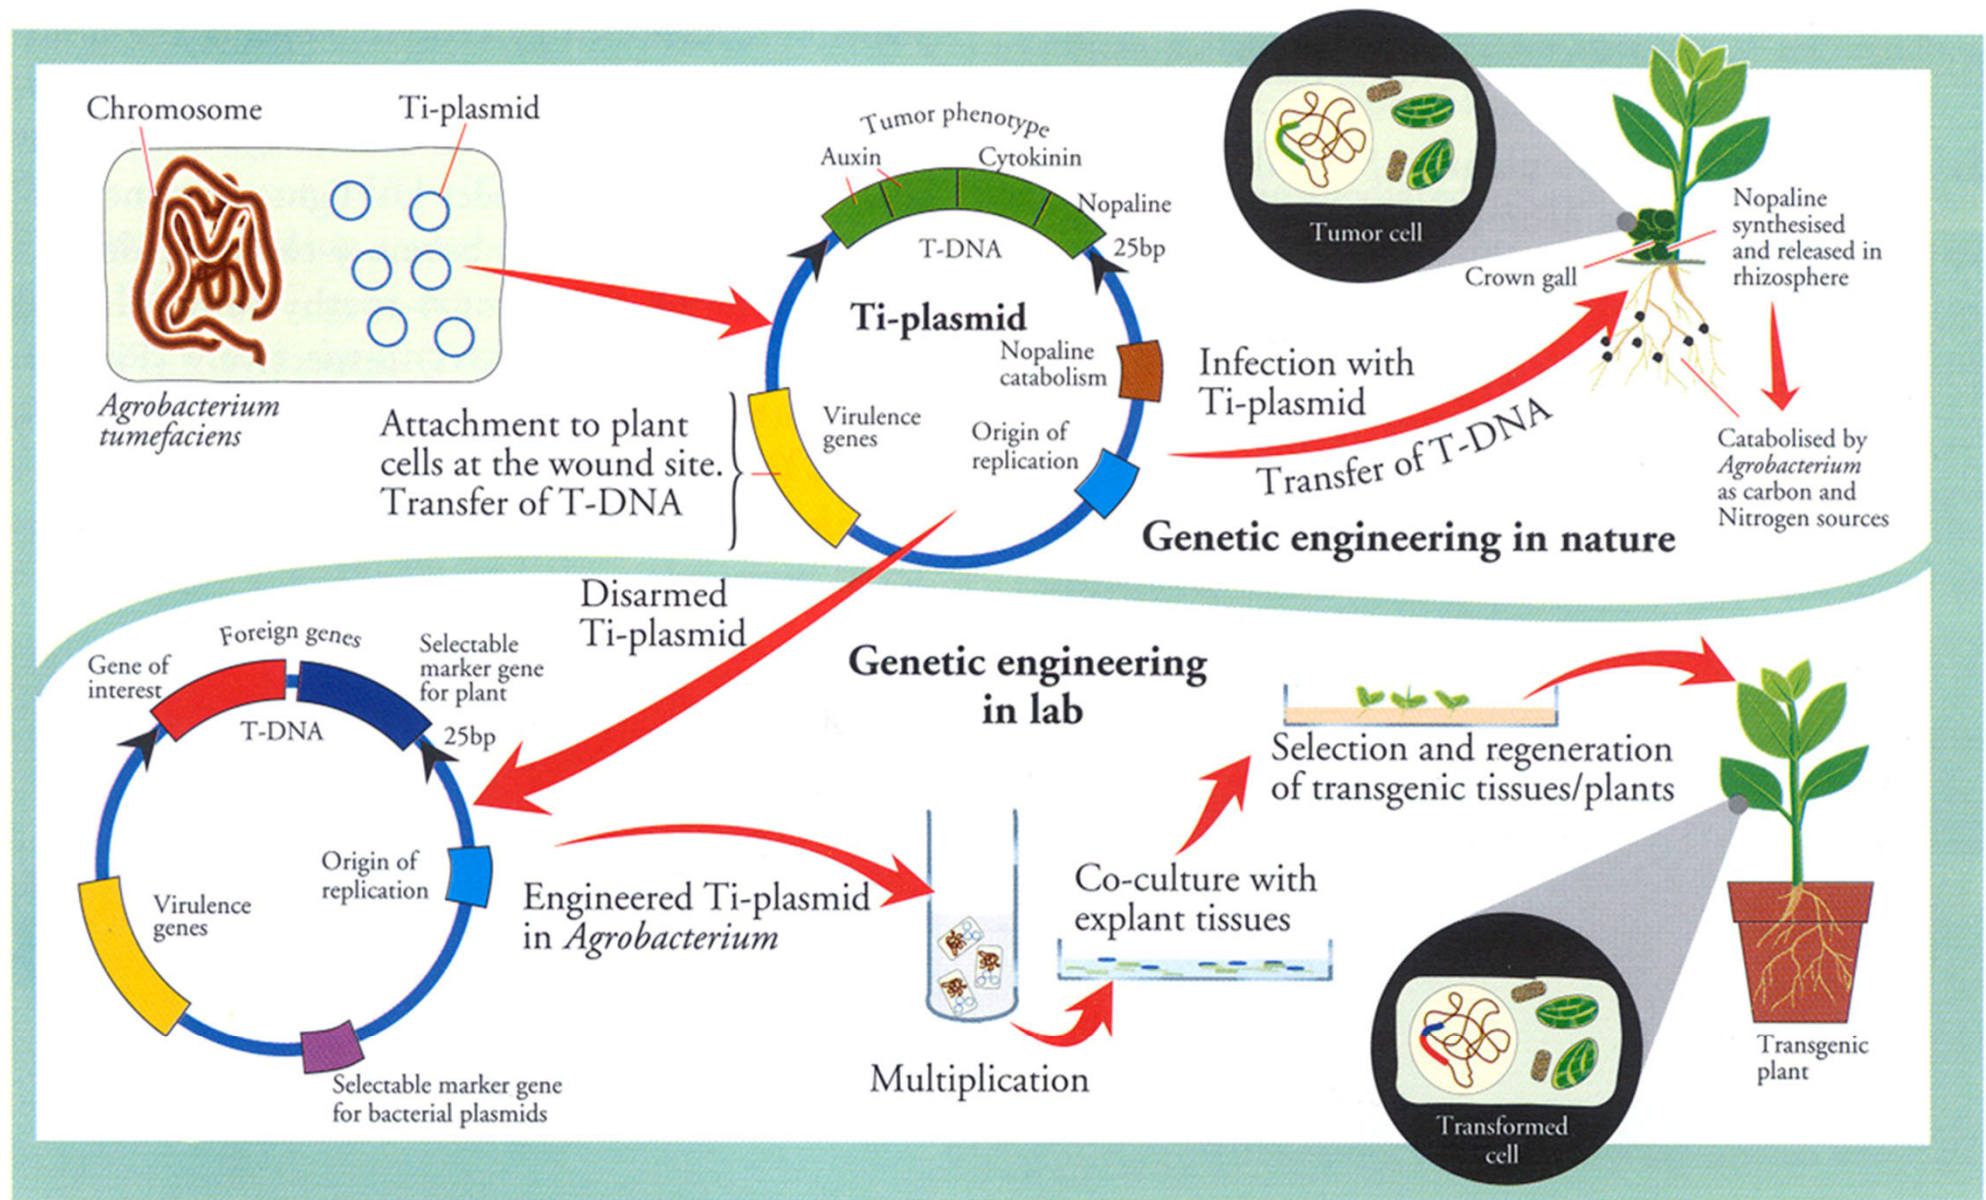 Chromosome
Ti-plasmid
Agrobacterium
tumefaciens
Tumor phenotype
Auxin
Cytokinin
Nopaline
25bp
T-DNA
Ti-plasmid
Nopaline
catabolism
Origin of
replication
Virulence
genes
Attachment to plant
cells at the wound site.
Transfer of T-DNA
Infection with
Ti-plasmid
Transfer of T-DNA
Tumor cell
Crown gall
Nopaline
synthesised
and released in
rhizosphere
Catabolised by
Agrobacterium
as carbon and
Nitrogen sources
Genetic engineering in nature
Disarmed
Ti-plasmid
Genetic engineering
in lab
Foreign genes
Gene of
interest
Selectable
marker gene
for plant
25bp
T-DNA
Origin of
replication
Virulence
genes
Selectable marker gene
for bacterial plasmids
Engineered Ti-plasmid
in Agrobacterium
Multiplication
Co-culture with
explant tissues
Selection and regeneration
of transgenic tissues/plants
Transformed
cell
Transgenic
plant